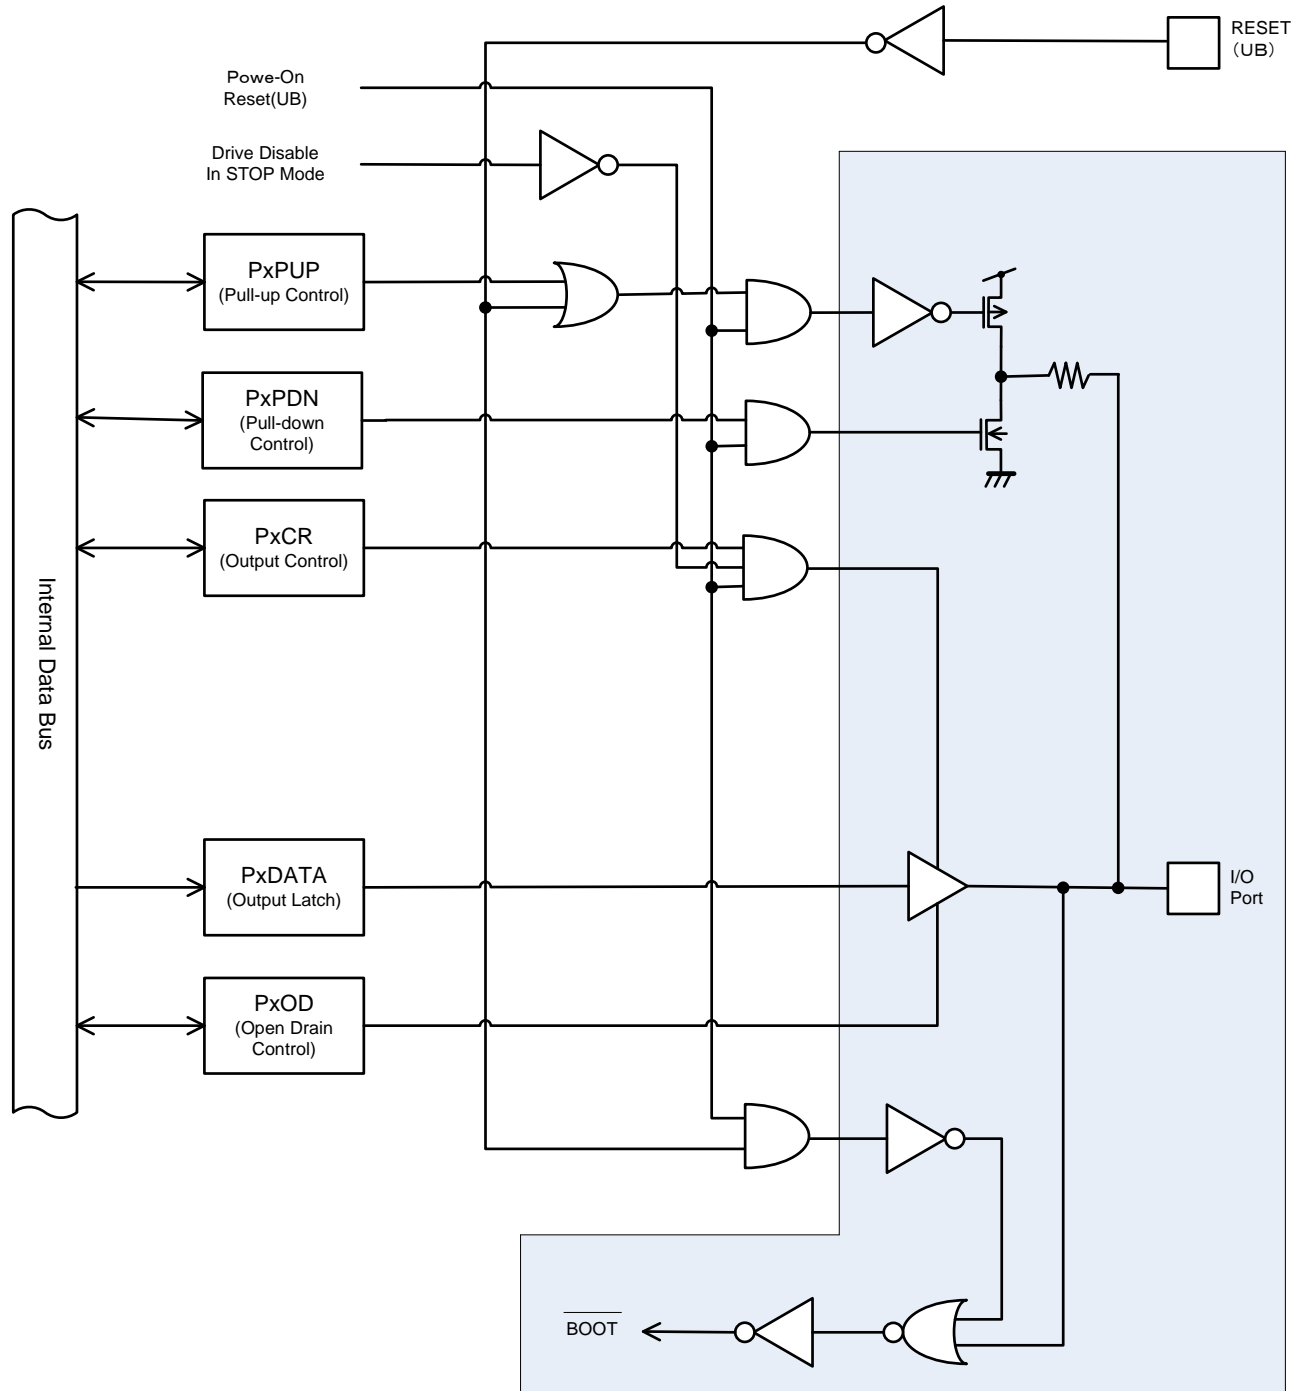 RESET
（UB）
Powe-On
Reset(UB)
Drive Disable
In STOP Mode
PxPUP
(Pull-up Control)
PxPDN
(Pull-down
Control)
PxCR
(Output Control)
Internal Data Bus
PxDATA
(Output Latch)
I/O
Port
PxOD
(Open Drain
Control)
BOOT